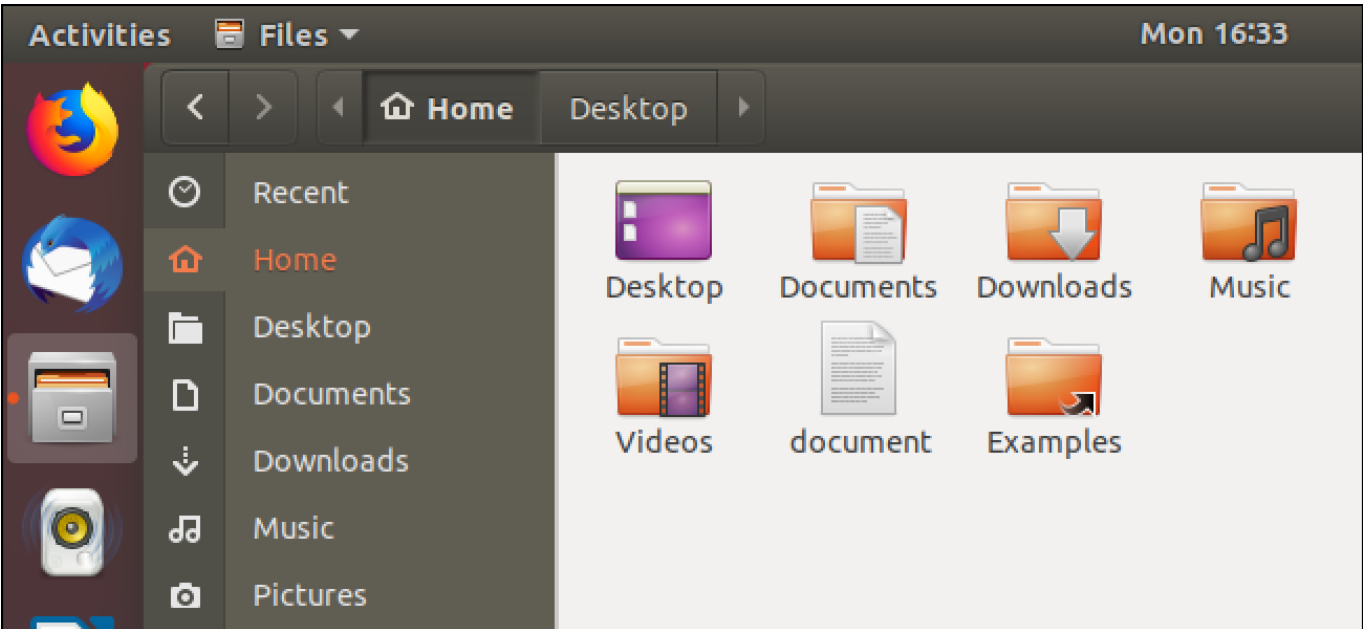 Activities Files Mon 16:33
Home Desktop
Recent
Home
Desktop
Documents
Downloads
Music
Pictures
Desktop Documents Downloads Music
Videos document Examples